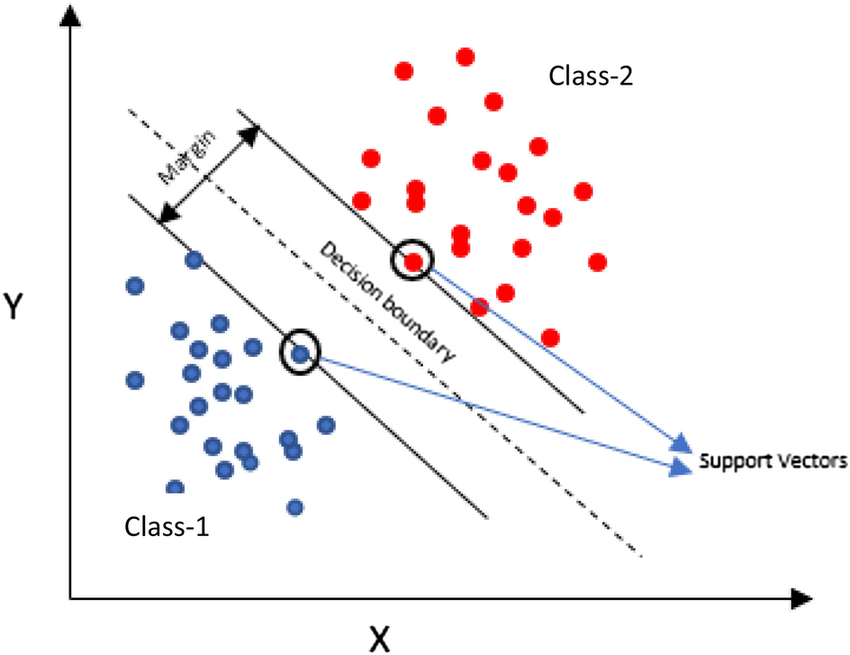 Class-2
Margin
Decision boundary
Y
Support Vectors
Class-1
X